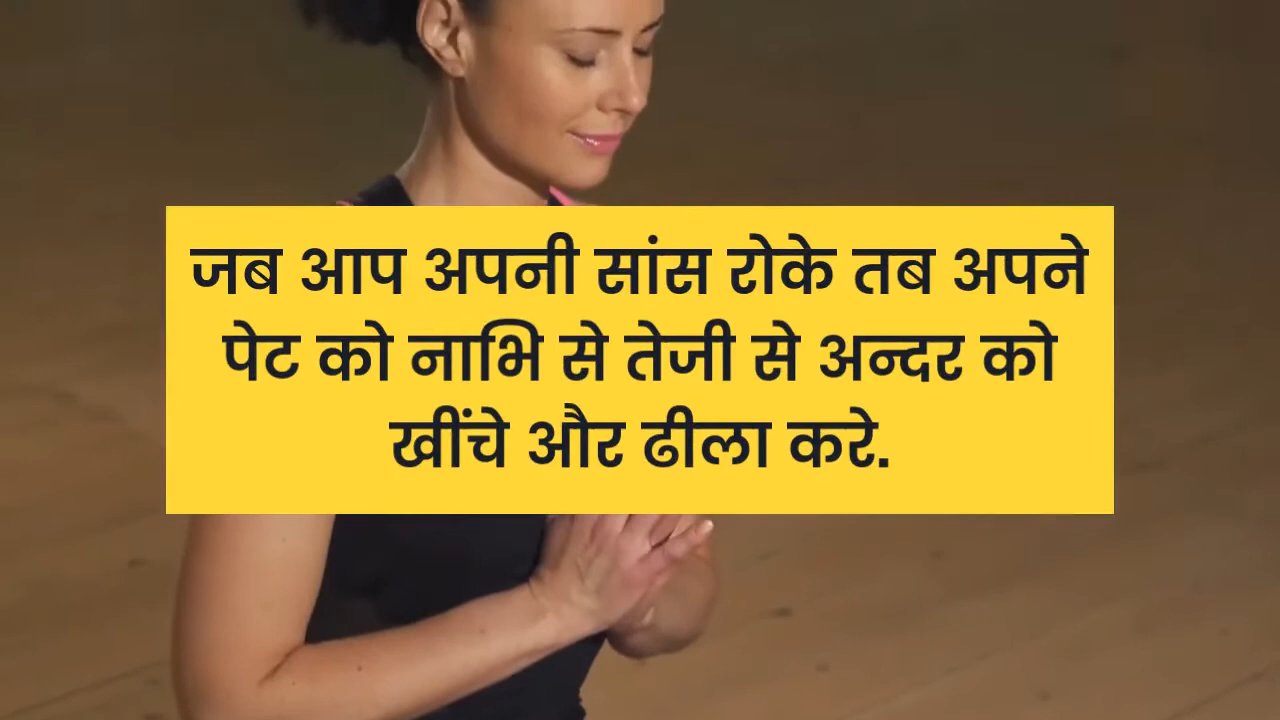 जब आप अपनी सांस रोके तब अपने
पेट को नाभि से तेजी से अन्दर को
खींचे और ढीला करे.